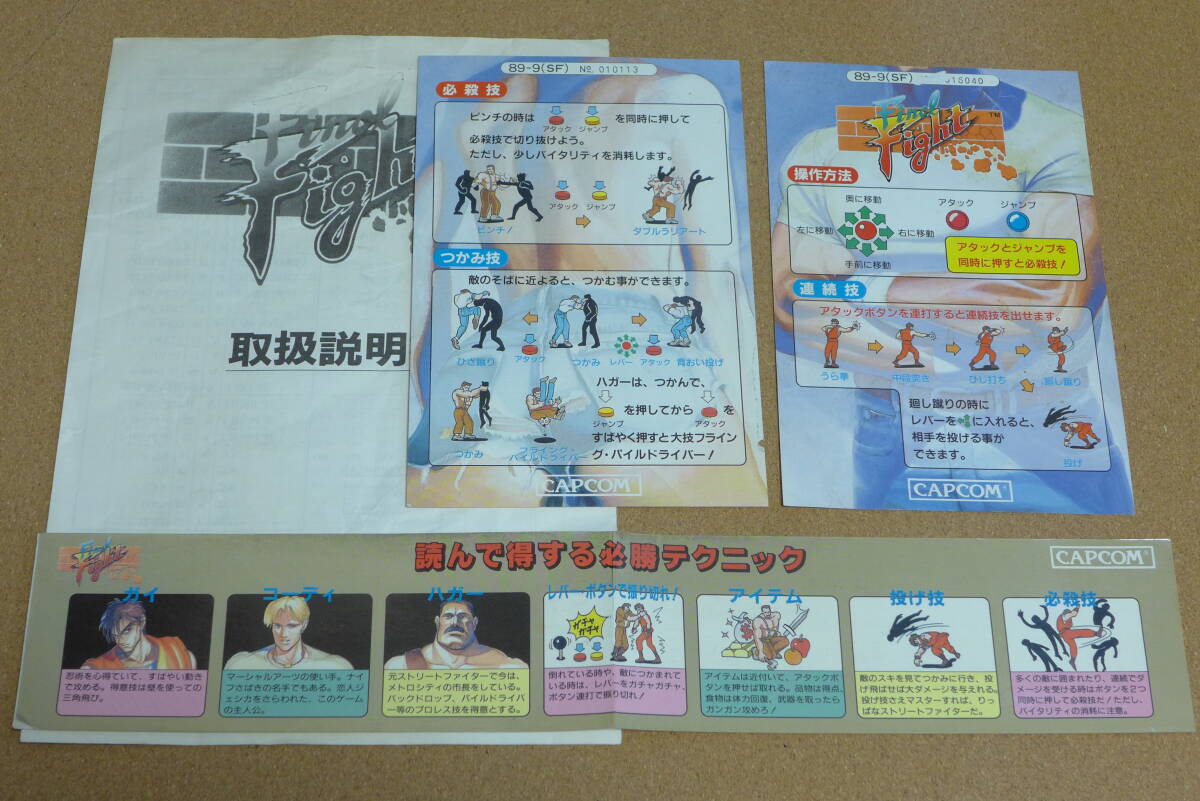 Final
Fight
取扱説明
89-9(SF) No. 010113
必殺技
ピンチの時は アタック ジャンプ を同時に押して
必殺技で切り抜けよう。
ただし、少しバイタリティを消耗します。
アタック ジャンプ
ピンチ! ダブルラリアート
つかみ技
敵のそばに近よると、つかむ事ができます。
ひざ蹴り アタック つかみ レバー アタック 背おい投げ
ハガーは、つかんで、
を押してから を
ジャンプ アタック
すばやく押すと大技フライン
グ・パイルドライバー!
つかみ フライング・
パイルドライバー
CAPCOM®
89-9(SF) 015040
Final
Fight™
操作方法
奥に移動
左に移動 右に移動
手前に移動
アタック ジャンプ
アタックとジャンプを
同時に押すと必殺技!
連続技
アタックボタンを連打すると連続技を出せます。
うら拳 中段突き ひじ打ち 廻し蹴り
廻し蹴りの時に
レバーを に入れると、
相手を投げる事が
できます。
投げ
CAPCOM®
Final
Fight
読んで得する必勝テクニック
CAPCOM®
ガイ
忍術を心得ていて、すばやい動き
で攻める。得意技は壁を使っての
三角飛び。
コーディ
マーシャルアーツの使い手。ナイ
フさばきの名手でもある。恋人ジ
ェシカをさらわれた、このゲーム
の主人公。
ハガー
元ストリートファイターで今は、
メトロシティの市長をしている。
バックドロップ、パイルドライバ
ー等のプロレス技を得意とする。
レバー・ボタンで振り切れ!
ガチャ
ガチャ
倒れている時や、敵につかまれて
いる時は、レバーをガチャガチャ、
ボタン連打で振り切れ!
アイテム
アイテムは近付いて、アタックボ
タンを押せば取れる。品物は得点、
食物は体力回復、武器を取ったら
ガンガン攻めろ!
投げ技
敵のスキを見てつかみに行き、投
げ飛ばせば大ダメージを与えれる。
投げ技さえマスターすれば、りっ
ぱなストリートファイターだ。
必殺技
多くの敵に囲まれたり、連続でダ
メージを受ける時はボタンを2つ
同時に押して必殺技だ!ただし、
バイタリティの消耗に注意。